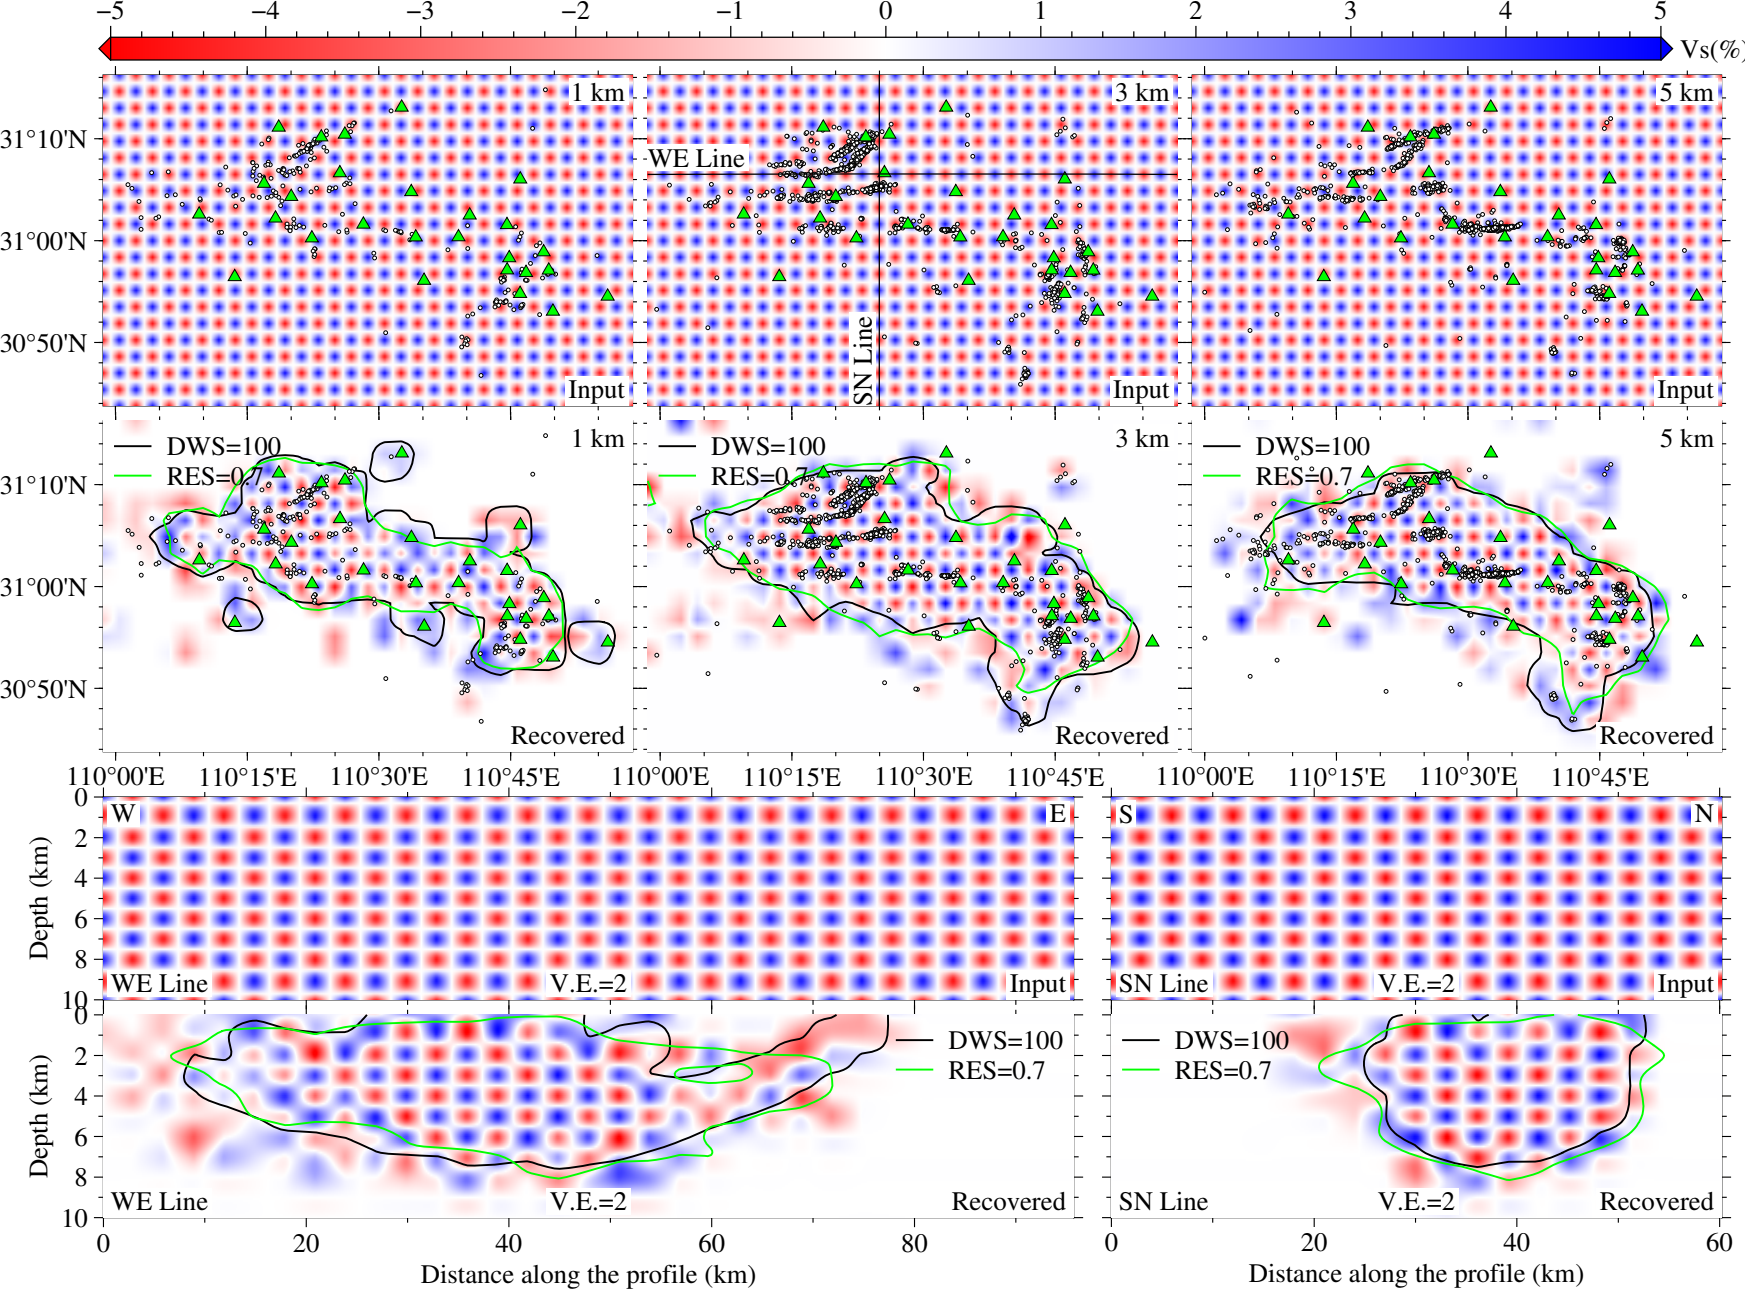 −5 −4 −3 −2 −1 0 1 2 3 4 5
Vs(%)
1 km 3 km 5 km
31°10'N
WE Line
31°00'N
30°50'N
SN Line
Input Input Input
DWS=100 1 km DWS=100 3 km DWS=100 5 km
RES=0.7 RES=0.7 RES=0.7
31°10'N
31°00'N
30°50'N
Recovered Recovered Recovered
110°00'E 110°15'E 110°30'E 110°45'E 110°00'E 110°15'E 110°30'E 110°45'E 110°00'E 110°15'E 110°30'E 110°45'E
0
W E S N
2
4
6
8
10
Depth (km)
WE Line V.E.=2 Input SN Line V.E.=2 Input
0
DWS=100 DWS=100
RES=0.7 RES=0.7
2
4
6
8
10
Depth (km)
WE Line V.E.=2 Recovered SN Line V.E.=2 Recovered
0 20 40 60 80 0 20 40 60
Distance along the profile (km) Distance along the profile (km)